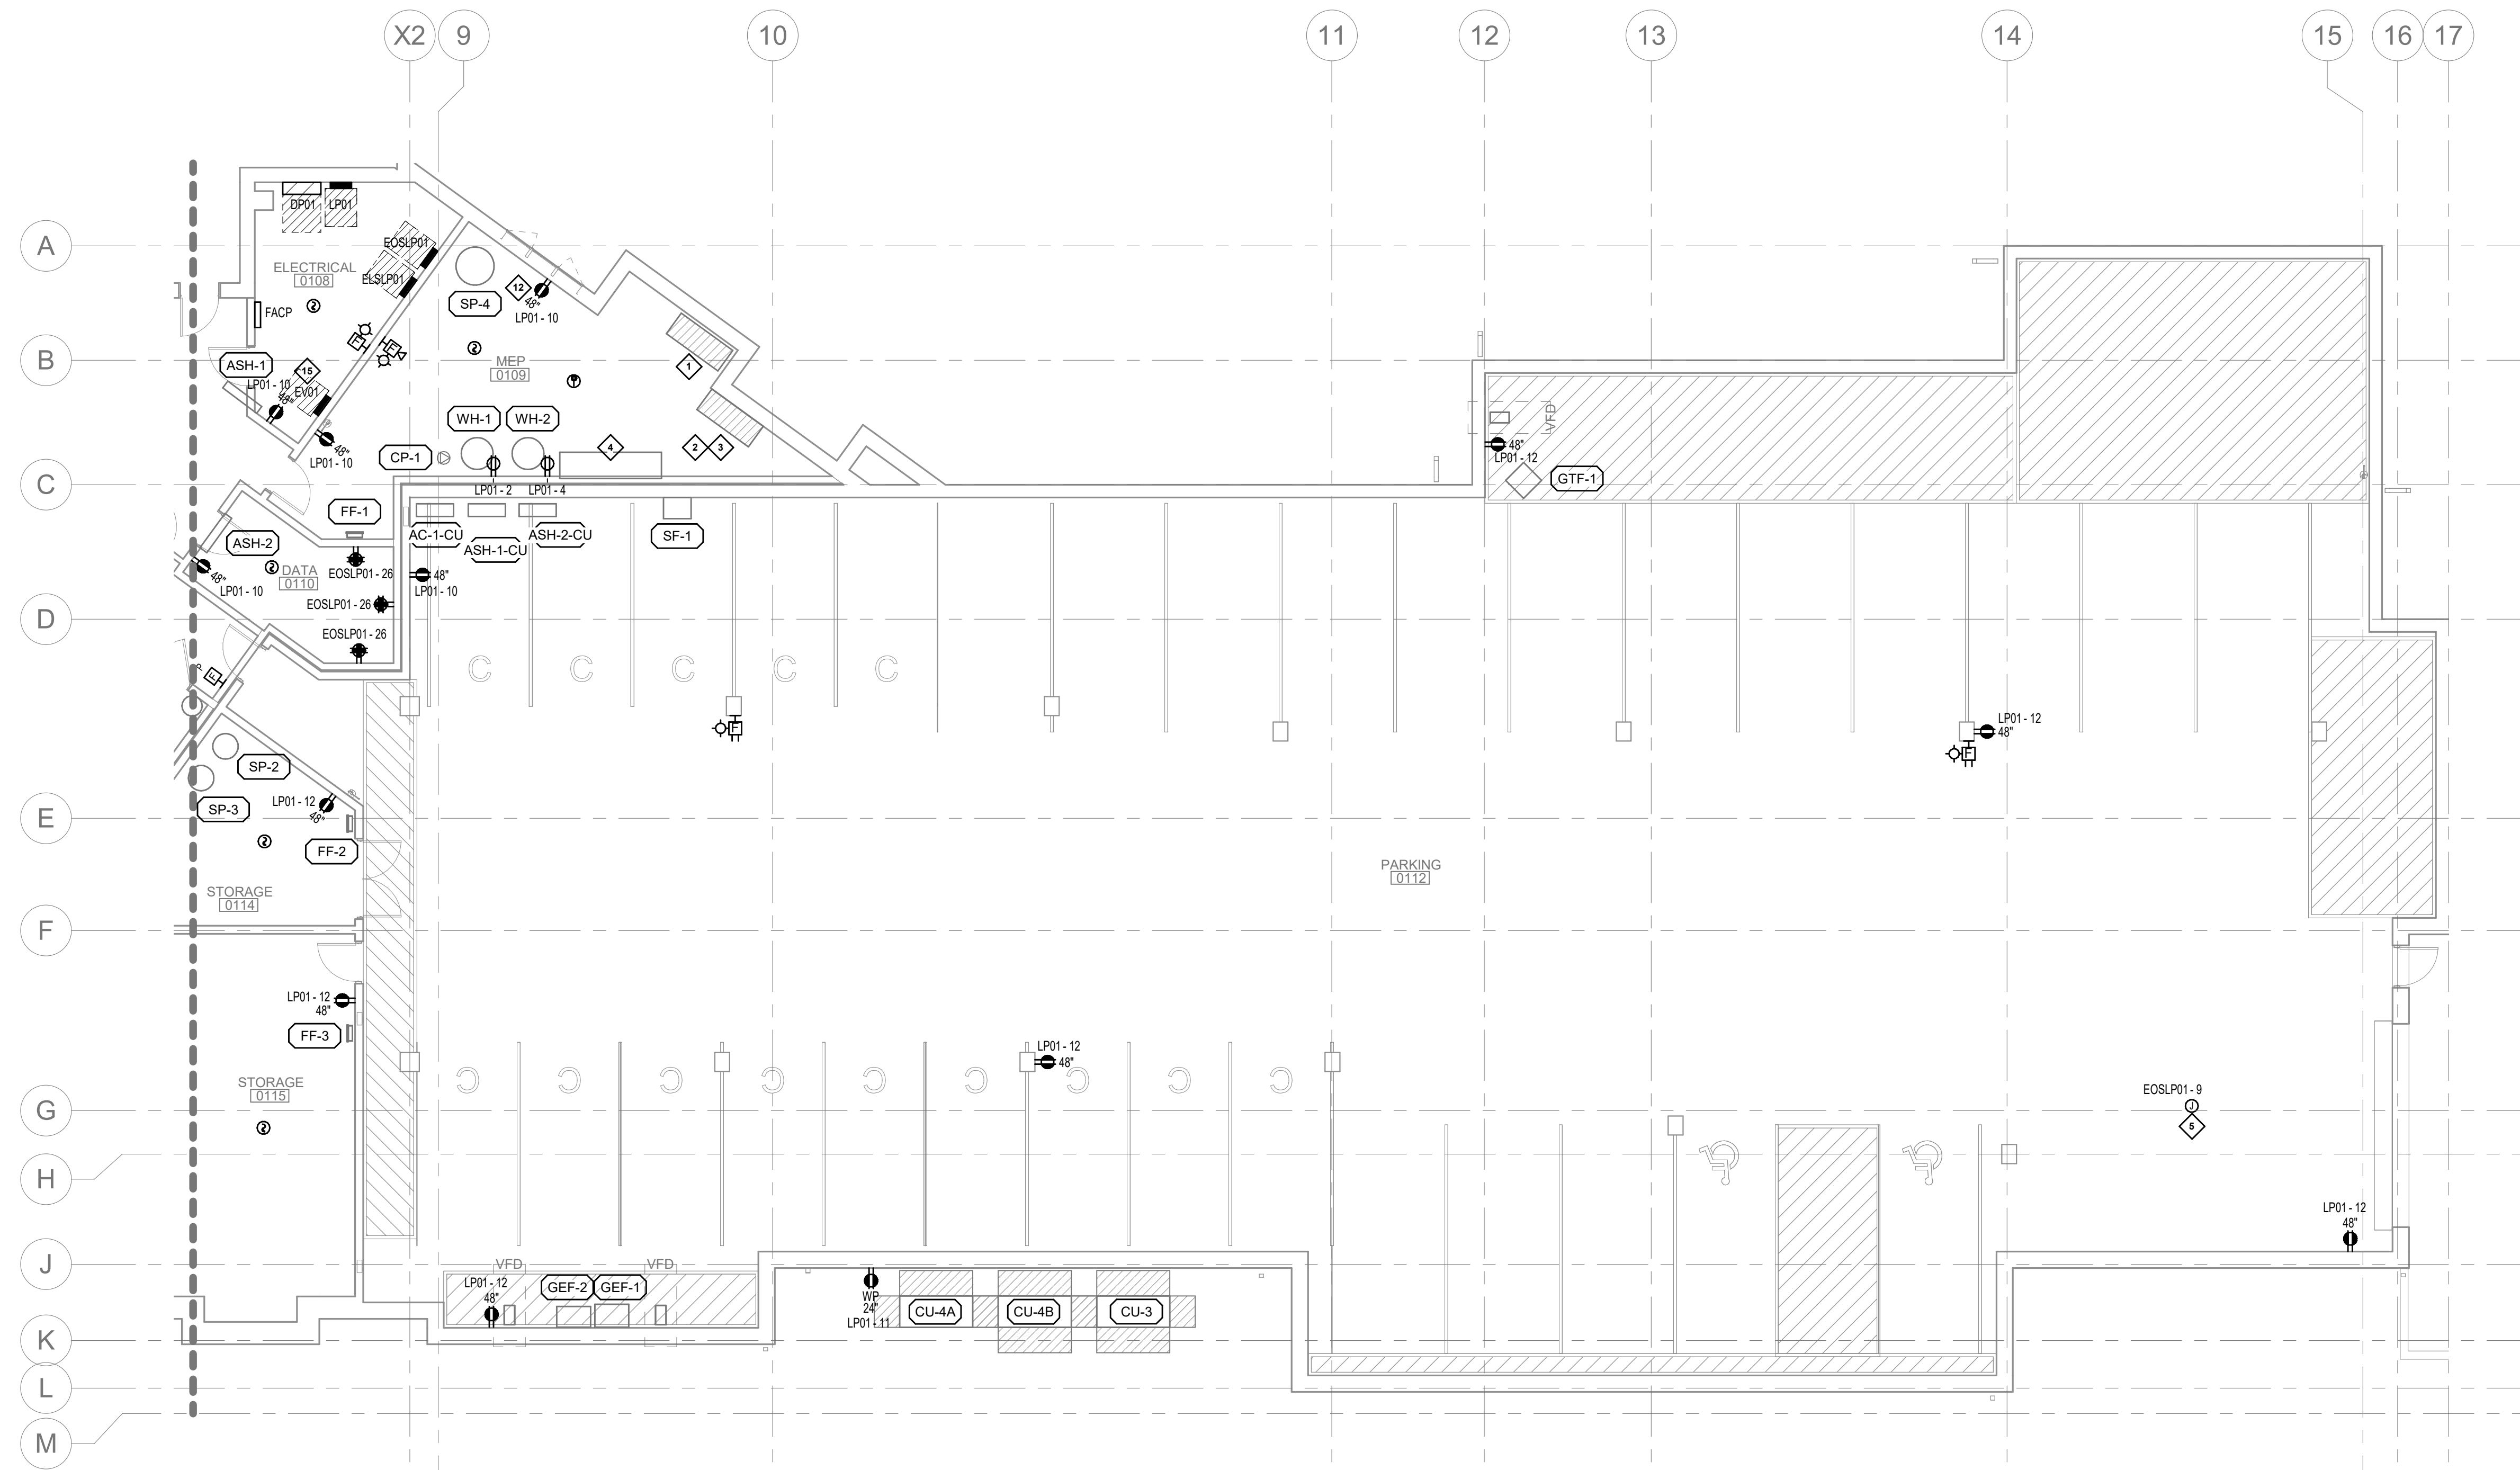 X2
9
10
11
12
13
14
15
16
17
A
B
C
D
E
F
G
H
J
K
L
M
DP01
LP01
EOSLP01
ELSLP01
ELECTRICAL
0108
FACP
ASH-1
15
LP01 - 10
48"
EV01
SP-4
12
48"
LP01 - 10
F
F
MEP
0109
1
WH-1
WH-2
CP-1
4
2
3
48"
LP01 - 10
LP01 - 2
LP01 - 4
FF-1
AC-1-CU
ASH-1-CU
ASH-2-CU
SF-1
ASH-2
DATA
0110
48"
LP01 - 10
EOSLP01 - 26
EOSLP01 - 26
EOSLP01 - 26
48"
LP01 - 10
VFD
48"
LP01 - 12
GTF-1
C
C
C
C
C
P
F
F
LP01 - 12
48"
F
SP-2
SP-3
LP01 - 12
48"
FF-2
STORAGE
0114
PARKING
0112
LP01 - 12
48"
FF-3
STORAGE
0115
LP01 - 12
48"
C
C
C
C
C
C
C
C
C
EOSLP01 - 9
J
5
LP01 - 12
48"
VFD
VFD
LP01 - 12
48"
GEF-2
GEF-1
WP
24"
LP01 - 11
CU-4A
CU-4B
CU-3